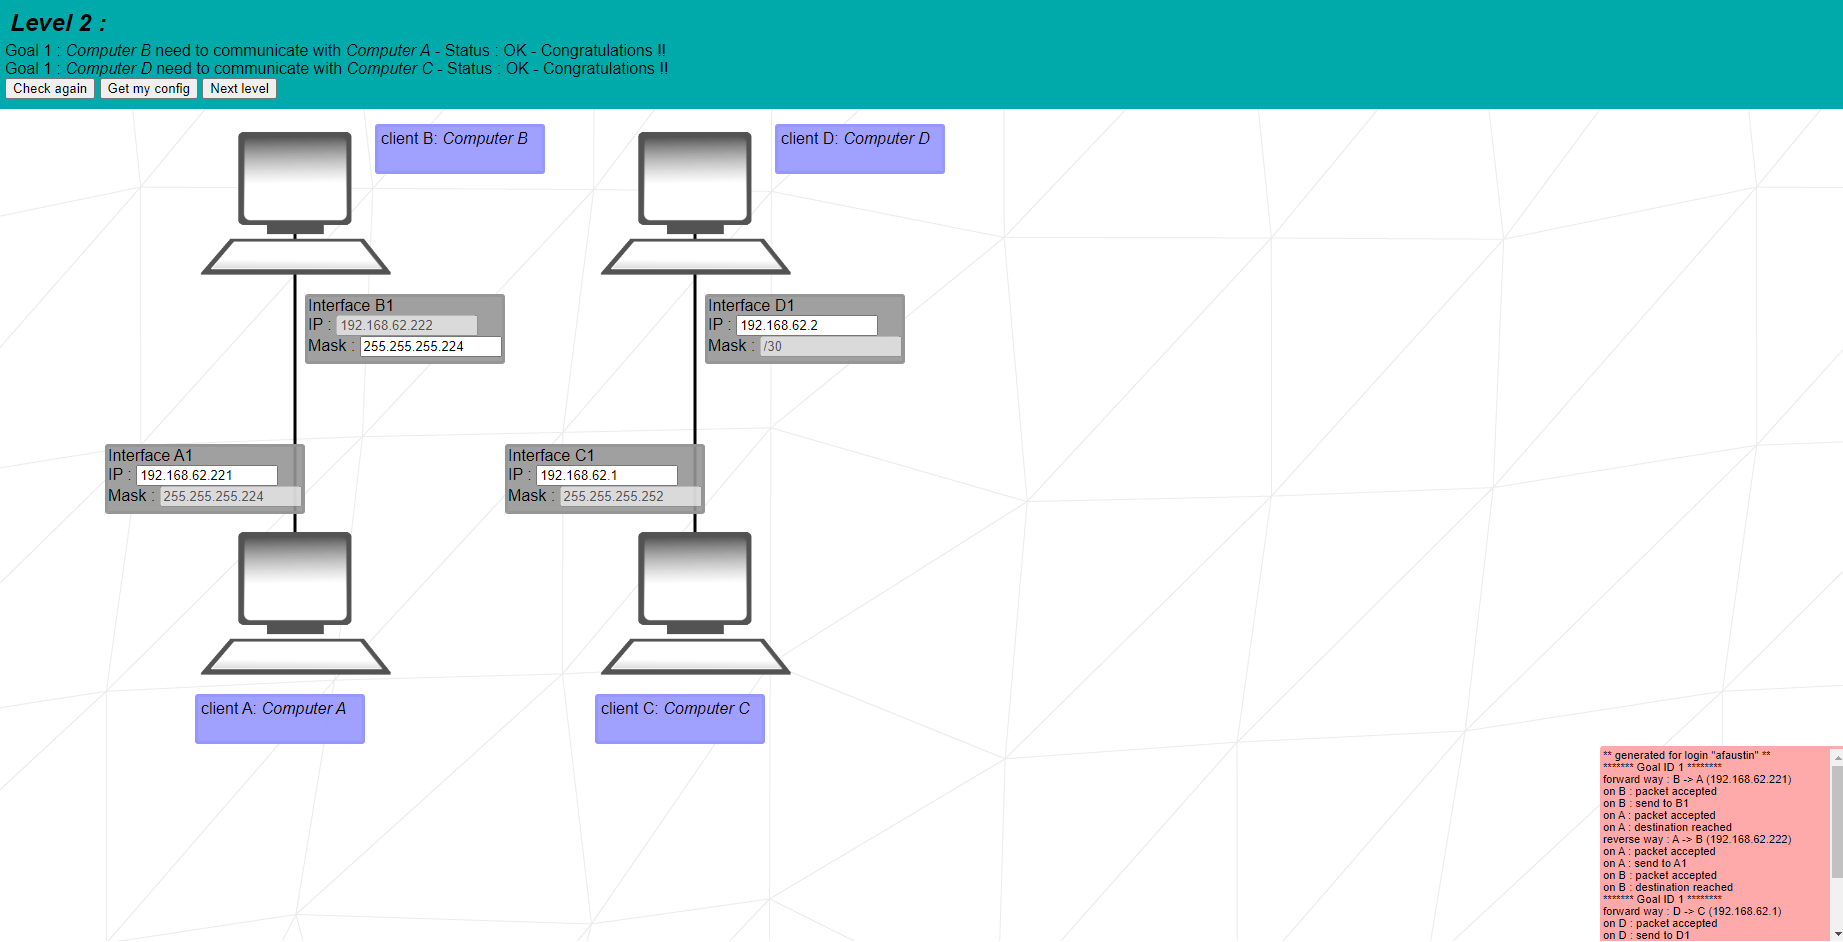 Level 2 :
Goal 1 : Computer B need to communicate with Computer A - Status : OK - Congratulations !!
Goal 1 : Computer D need to communicate with Computer C - Status : OK - Congratulations !!
Check again Get my config Next level
client B: Computer B
client D: Computer D
Interface B1
IP : 192.168.62.222
Mask : 255.255.255.224
Interface D1
IP : 192.168.62.2
Mask : /30
Interface A1
IP : 192.168.62.221
Mask : 255.255.255.224
Interface C1
IP : 192.168.62.1
Mask : 255.255.255.252
client A: Computer A
client C: Computer C
** generated for login "afaustin" **
******* Goal ID 1 ********
forward way : B -> A (192.168.62.221)
on B : packet accepted
on B : send to B1
on A : packet accepted
on A : destination reached
reverse way : A -> B (192.168.62.222)
on A : packet accepted
on A : send to A1
on B : packet accepted
on B : destination reached
******* Goal ID 1 ********
forward way : D -> C (192.168.62.1)
on D : packet accepted
on D : send to D1